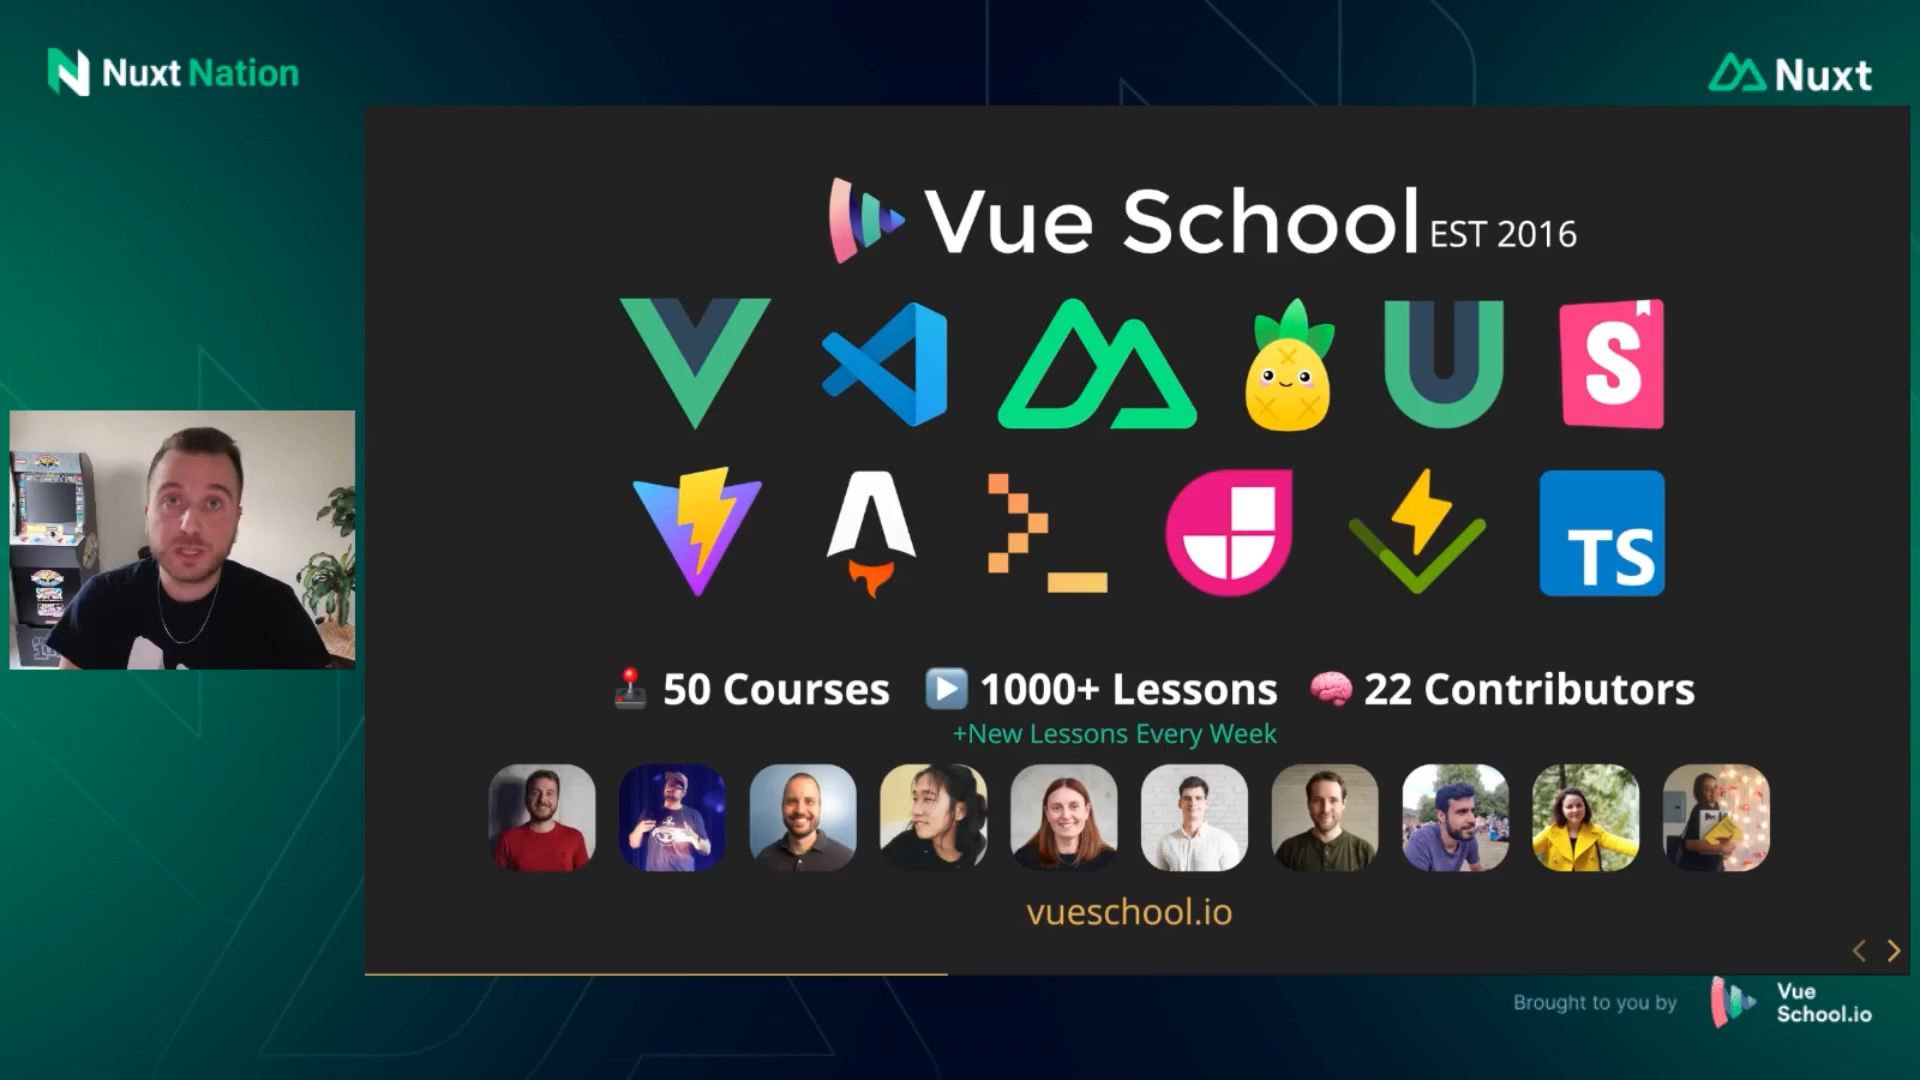 Nuxt Nation
Nuxt
Vue School EST 2016
S
TS
50 Courses
1000+ Lessons
22 Contributors
+New Lessons Every Week
vueschool.io
Brought to you by
Vue
School.io